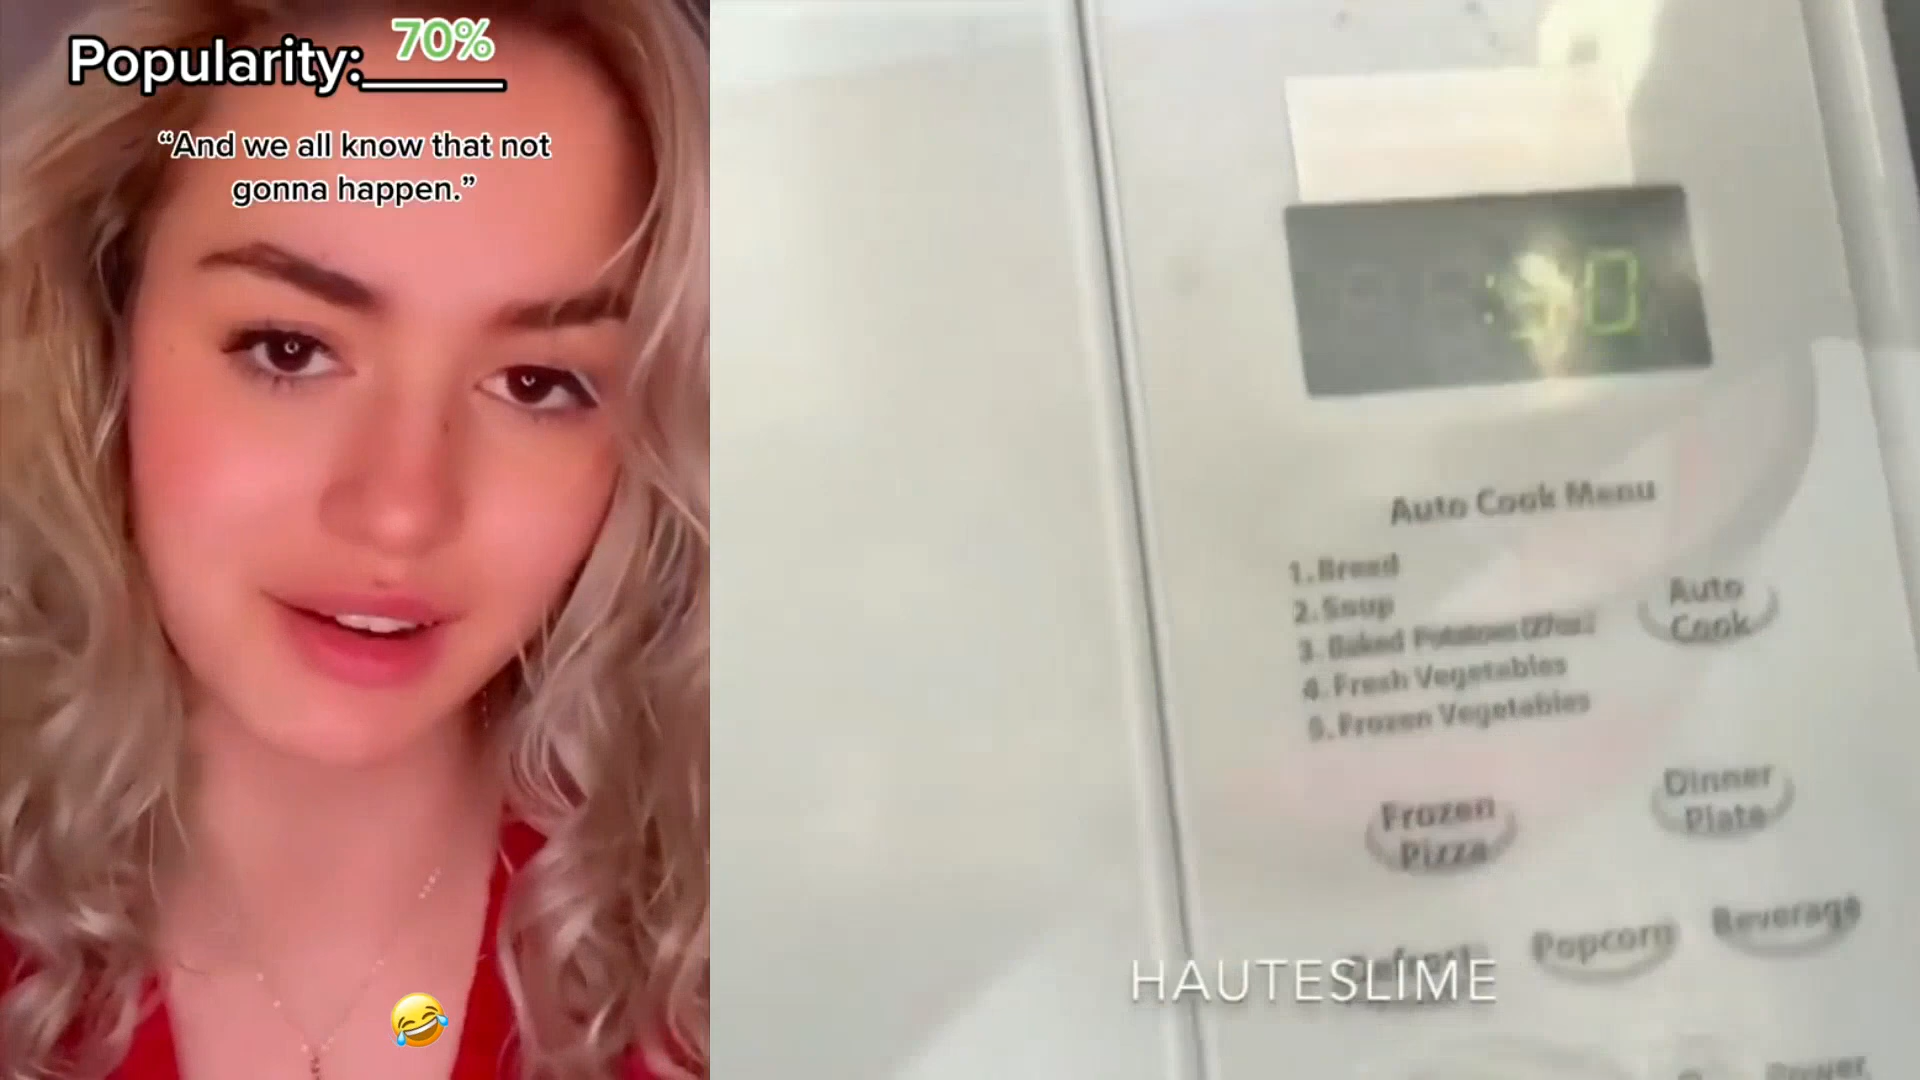 Popularity: 70%
“And we all know that not
gonna happen.”
Auto Cook Menu
1. Bread
2. Soup
3. Baked Potatoes
4. Fresh Vegetables
5. Frozen Vegetables
Auto
Cook
Frozen
Pizza
Dinner
Plate
Popcorn
Beverage
HAUTESLIME
Power